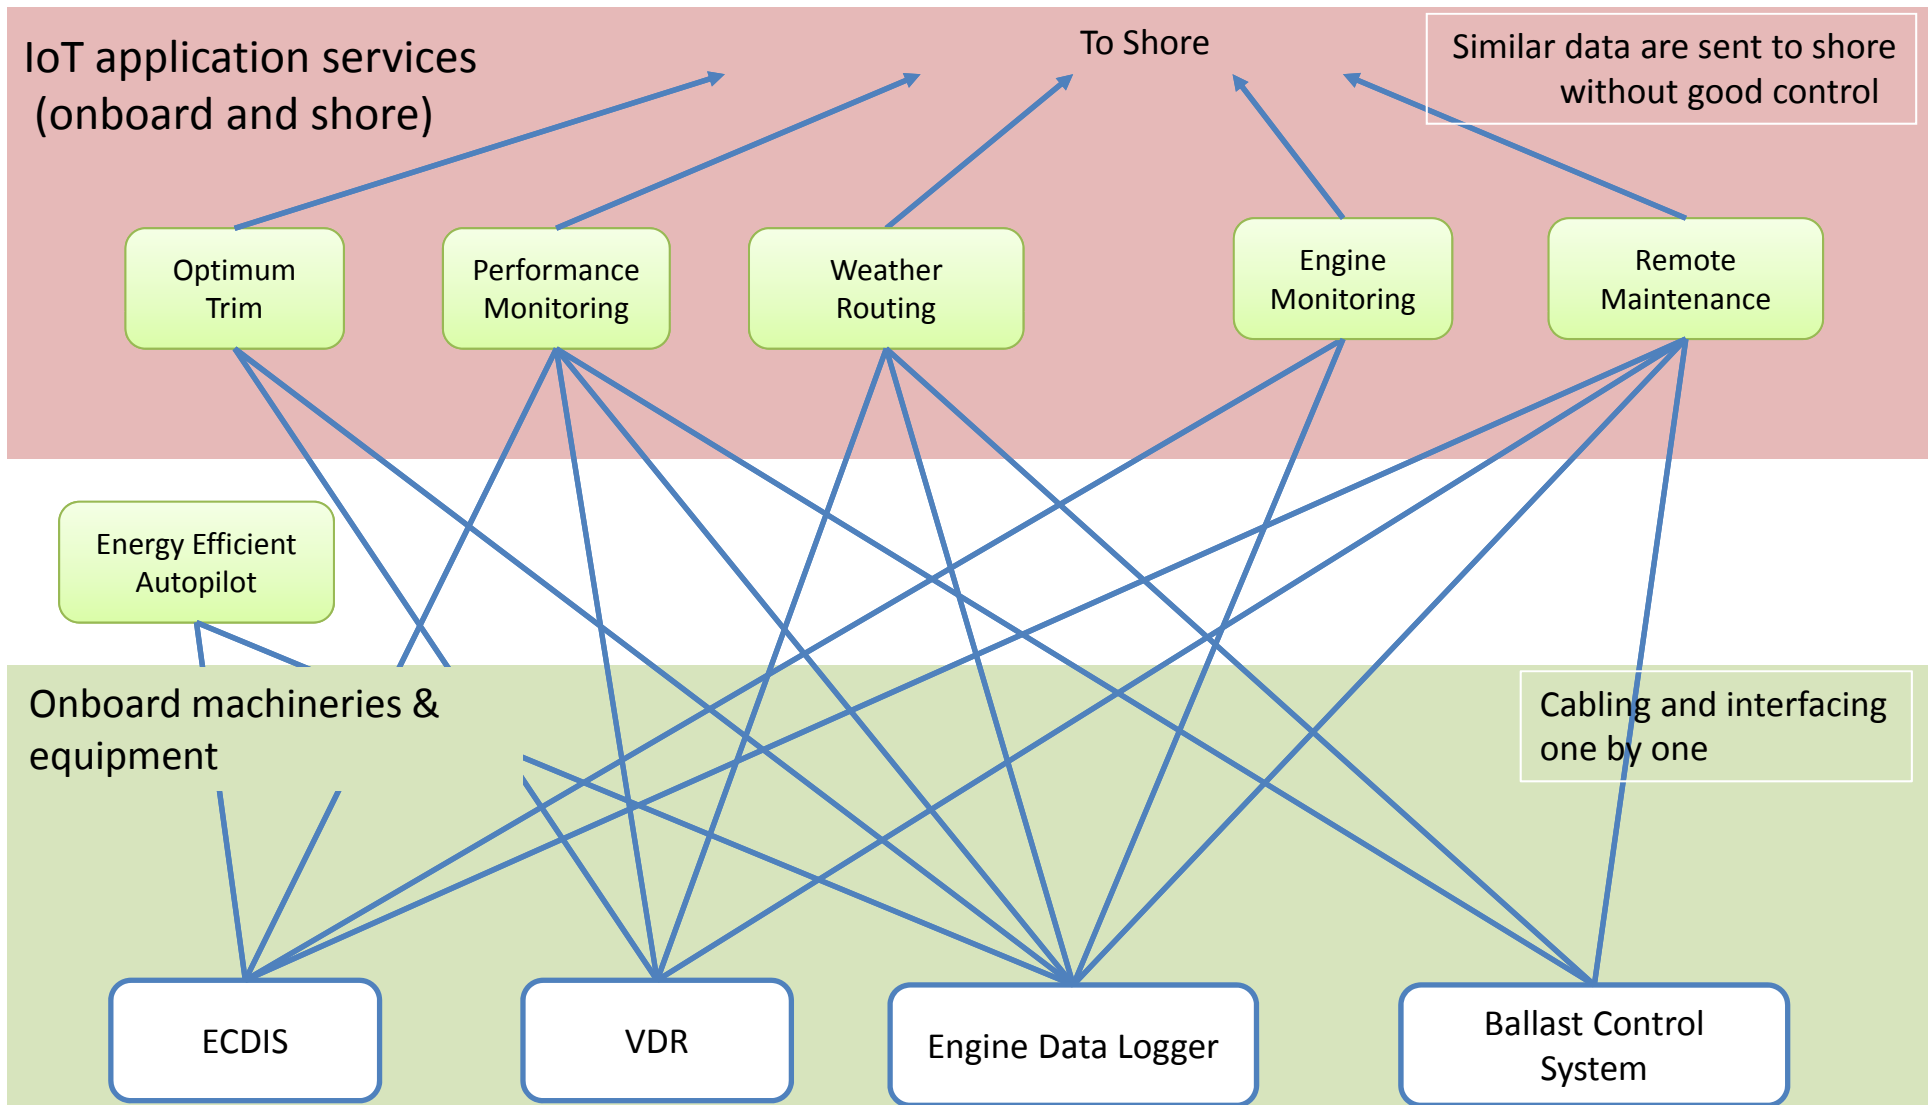 IoT application services
(onboard and shore)
To Shore
Similar data are sent to shore
without good control
Optimum
Trim
Performance
Monitoring
Weather
Routing
Engine
Monitoring
Remote
Maintenance
Energy Efficient
Autopilot
Onboard machineries &
equipment
Cabling and interfacing
one by one
ECDIS
VDR
Engine Data Logger
Ballast Control
System